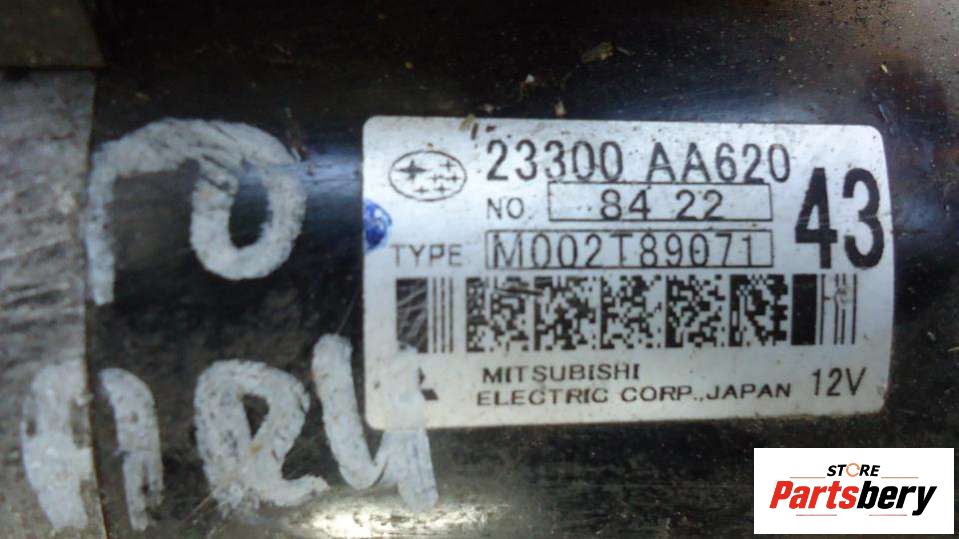 23300 AA620
NO. 84 22
43
TYPE M002T89071
MITSUBISHI
ELECTRIC CORP.,JAPAN 12V
STORE
Partsbery